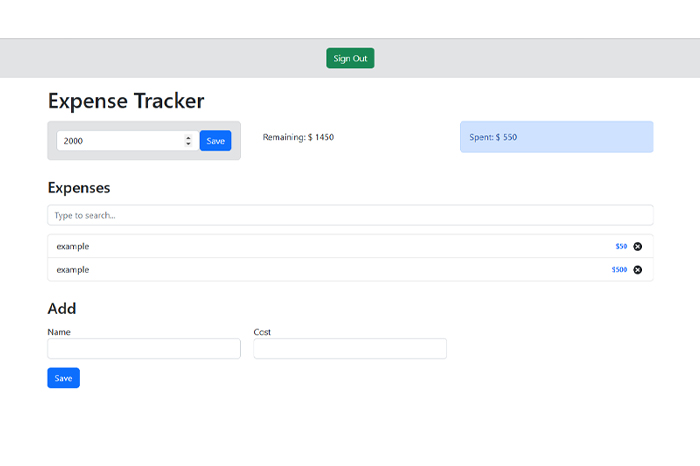 Sign Out
Expense Tracker
2000 Save Remaining: $ 1450 Spent: $ 550
Expenses
Type to search...
example $50
example $500
Add
Name Cost
Save